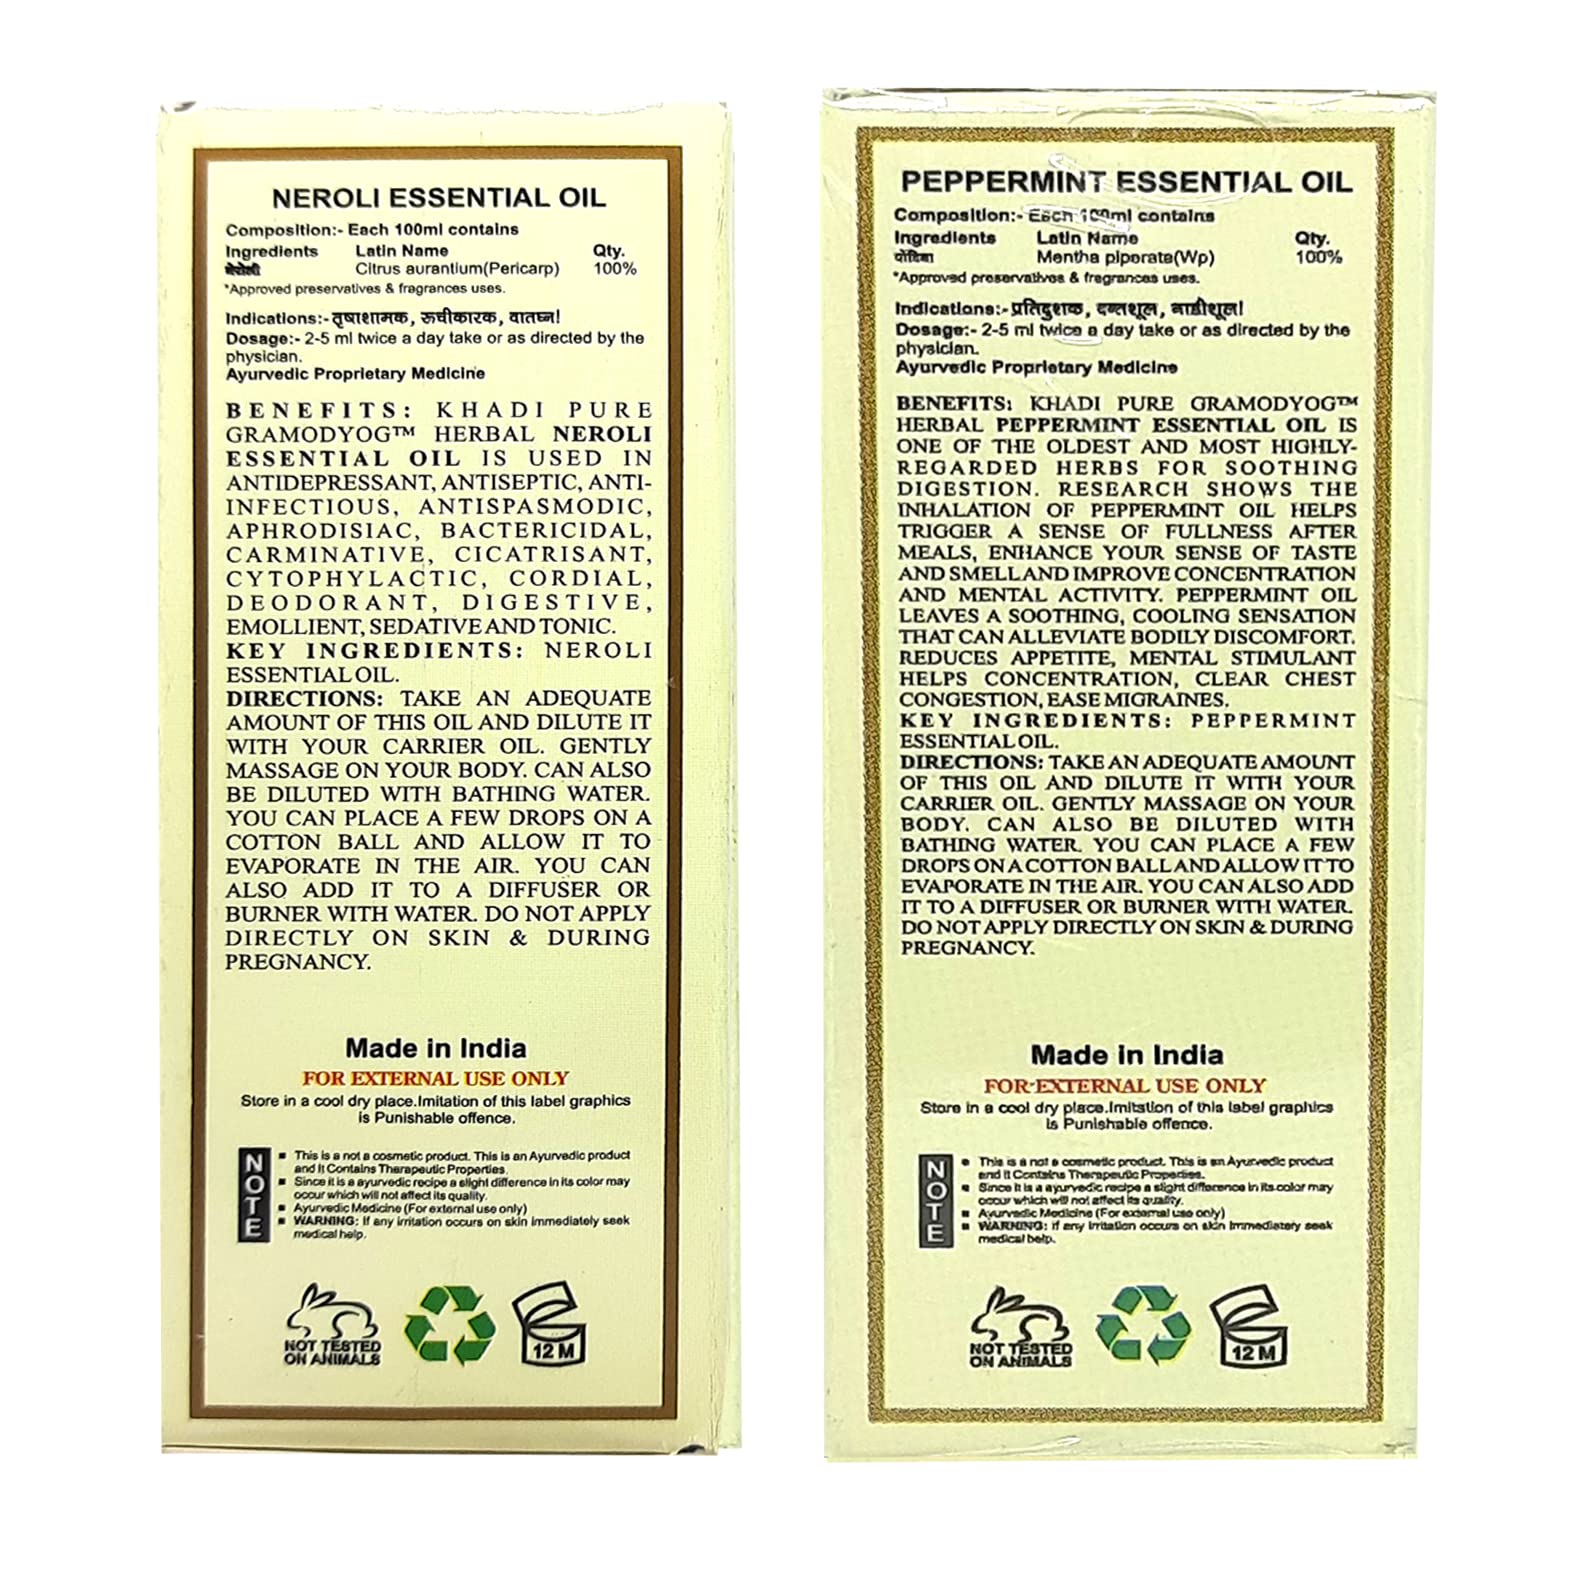 NEROLI ESSENTIAL OIL
Composition:- Each 100ml contains
Ingredients Latin Name Qty.
नेरोली Citrus aurantium(Pericarp) 100%
*Approved preservatives & fragrances uses.
Indications:- तृषाशामक, रूचीकारक, वातघ्न!
Dosage:- 2-5 ml twice a day take or as directed by the
physician.
Ayurvedic Proprietary Medicine
BENEFITS: KHADI PURE
GRAMODYOG™ HERBAL NEROLI
ESSENTIAL OIL IS USED IN
ANTIDEPRESSANT, ANTISEPTIC, ANTI-
INFECTIOUS, ANTISPASMODIC,
APHRODISIAC, BACTERICIDAL,
CARMINATIVE, CICATRISANT,
CYTOPHYLACTIC, CORDIAL,
DEODORANT, DIGESTIVE,
EMOLLIENT, SEDATIVE AND TONIC.
KEY INGREDIENTS: NEROLI
ESSENTIAL OIL.
DIRECTIONS: TAKE AN ADEQUATE
AMOUNT OF THIS OIL AND DILUTE IT
WITH YOUR CARRIER OIL. GENTLY
MASSAGE ON YOUR BODY. CAN ALSO
BE DILUTED WITH BATHING WATER.
YOU CAN PLACE A FEW DROPS ON A
COTTON BALL AND ALLOW IT TO
EVAPORATE IN THE AIR. YOU CAN
ALSO ADD IT TO A DIFFUSER OR
BURNER WITH WATER. DO NOT APPLY
DIRECTLY ON SKIN & DURING
PREGNANCY.
Made in India
FOR EXTERNAL USE ONLY
Store in a cool dry place.Imitation of this label graphics
is Punishable offence.
NOTE
This is a not a cosmetic product. This is an Ayurvedic product
and it Contains Therapeutic Properties.
Since it is a ayurvedic recipe a slight difference in its color may
occur which will not affect its quality.
Ayurvedic Medicine (For external use only)
WARNING: If any irritation occurs on skin immediately seek
medical help.
NOT TESTED
ON ANIMALS
12 M
PEPPERMINT ESSENTIAL OIL
Composition:- Each 100ml contains
Ingredients Latin Name Qty.
Mentha piperata(Wp) 100%
*Approved preservatives & fragrances uses.
Indications:- प्रतिदुशक, दन्तशूल, नाडीशूल!
Dosage:- 2-5 ml twice a day take or as directed by the
physician.
Ayurvedic Proprietary Medicine
BENEFITS: KHADI PURE GRAMODYOG™
HERBAL PEPPERMINT ESSENTIAL OIL IS
ONE OF THE OLDEST AND MOST HIGHLY-
REGARDED HERBS FOR SOOTHING
DIGESTION. RESEARCH SHOWS THE
INHALATION OF PEPPERMINT OIL HELPS
TRIGGER A SENSE OF FULLNESS AFTER
MEALS, ENHANCE YOUR SENSE OF TASTE
AND SMELL AND IMPROVE CONCENTRATION
AND MENTAL ACTIVITY. PEPPERMINT OIL
LEAVES A SOOTHING, COOLING SENSATION
THAT CAN ALLEVIATE BODILY DISCOMFORT.
REDUCES APPETITE, MENTAL STIMULANT
HELPS CONCENTRATION, CLEAR CHEST
CONGESTION, EASE MIGRAINES.
KEY INGREDIENTS: PEPPERMINT
ESSENTIAL OIL.
DIRECTIONS: TAKE AN ADEQUATE AMOUNT
OF THIS OIL AND DILUTE IT WITH YOUR
CARRIER OIL. GENTLY MASSAGE ON YOUR
BODY. CAN ALSO BE DILUTED WITH
BATHING WATER. YOU CAN PLACE A FEW
DROPS ON A COTTON BALL AND ALLOW IT TO
EVAPORATE IN THE AIR. YOU CAN ALSO ADD
IT TO A DIFFUSER OR BURNER WITH WATER.
DO NOT APPLY DIRECTLY ON SKIN & DURING
PREGNANCY.
Made in India
FOR EXTERNAL USE ONLY
Store in a cool dry place.Imitation of this label graphics
is Punishable offence.
NOTE
This is a not a cosmetic product. This is an Ayurvedic product
and it Contains Therapeutic Properties.
Since it is a ayurvedic recipe a slight difference in its color may
occur which will not affect its quality.
Ayurvedic Medicine (For external use only)
WARNING: If any irritation occurs on skin immediately seek
medical help.
NOT TESTED
ON ANIMALS
12 M